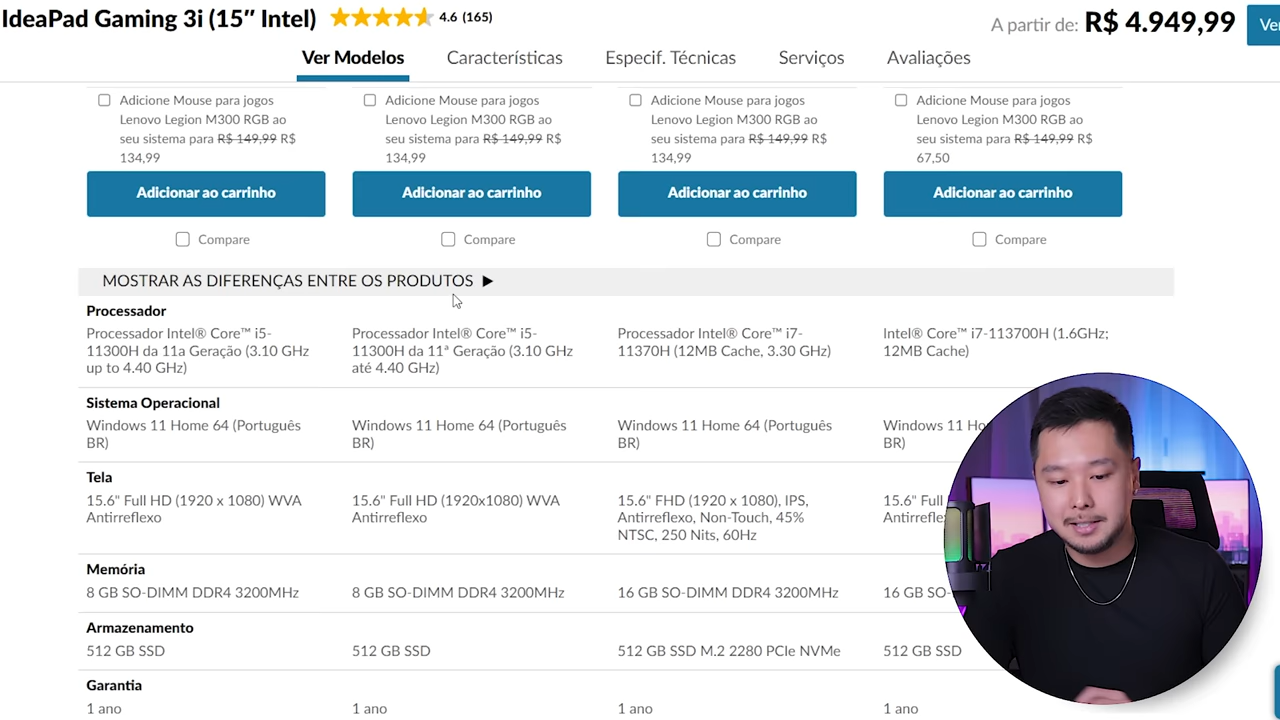 IdeaPad Gaming 3i (15″ Intel)
4.6 (165)
A partir de: R$ 4.949,99
Ver Modelos
Características
Especif. Técnicas
Serviços
Avaliações
Adicione Mouse para jogos
Lenovo Legion M300 RGB ao
seu sistema para R$ 149,99 R$
134,99
Adicione Mouse para jogos
Lenovo Legion M300 RGB ao
seu sistema para R$ 149,99 R$
134,99
Adicione Mouse para jogos
Lenovo Legion M300 RGB ao
seu sistema para R$ 149,99 R$
134,99
Adicione Mouse para jogos
Lenovo Legion M300 RGB ao
seu sistema para R$ 149,99 R$
67,50
Adicionar ao carrinho
Adicionar ao carrinho
Adicionar ao carrinho
Adicionar ao carrinho
Compare
Compare
Compare
Compare
MOSTRAR AS DIFERENÇAS ENTRE OS PRODUTOS ▶
Processador
Processador Intel® Core™ i5-
11300H da 11a Geração (3.10 GHz
up to 4.40 GHz)
Processador Intel® Core™ i5-
11300H da 11ª Geração (3.10 GHz
até 4.40 GHz)
Processador Intel® Core™ i7-
11370H (12MB Cache, 3.30 GHz)
Intel® Core™ i7-113700H (1.6GHz;
12MB Cache)
Sistema Operacional
Windows 11 Home 64 (Português
BR)
Windows 11 Home 64 (Português
BR)
Windows 11 Home 64 (Português
BR)
Windows 11
BR)
Tela
15.6" Full HD (1920 x 1080) WVA
Antirreflexo
15.6" Full HD (1920x1080) WVA
Antirreflexo
15.6" FHD (1920 x 1080), IPS,
Antirreflexo, Non-Touch, 45%
NTSC, 250 Nits, 60Hz
15.6" Full
Memória
8 GB SO-DIMM DDR4 3200MHz
8 GB SO-DIMM DDR4 3200MHz
16 GB SO-DIMM DDR4 3200MHz
16 GB
Armazenamento
512 GB SSD
512 GB SSD
512 GB SSD M.2 2280 PCIe NVMe
512 GB SSD
Garantia
1 ano
1 ano
1 ano
1 ano